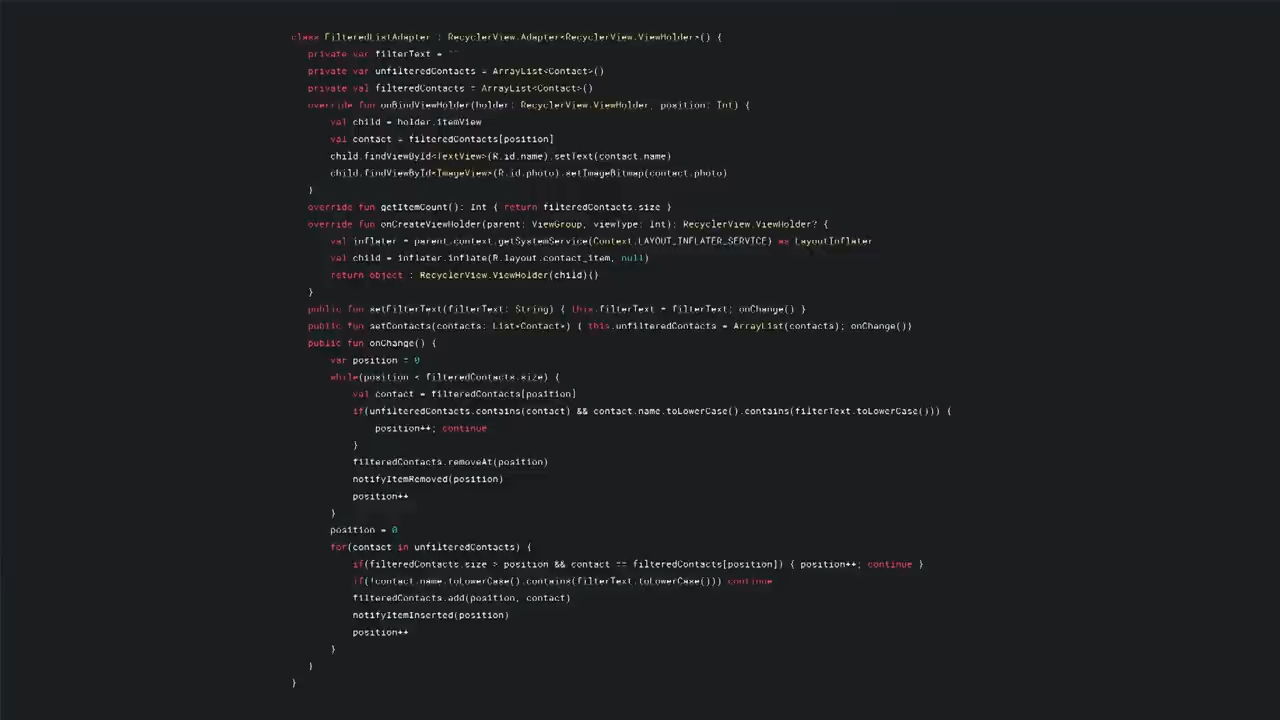 class FilteredListAdapter : RecyclerView.Adapter<RecyclerView.ViewHolder>() {
private var filterText = ""
private var unfilteredContacts = ArrayList<Contact>()
private val filteredContacts = ArrayList<Contact>()
override fun onBindViewHolder(holder: RecyclerView.ViewHolder, position: Int) {
val child = holder.itemView
val contact = filteredContacts[position]
child.findViewById<TextView>(R.id.name).setText(contact.name)
child.findViewById<ImageView>(R.id.photo).setImageBitmap(contact.photo)
}
override fun getItemCount(): Int { return filteredContacts.size }
override fun onCreateViewHolder(parent: ViewGroup, viewType: Int): RecyclerView.ViewHolder? {
val inflater = parent.context.getSystemService(Context.LAYOUT_INFLATER_SERVICE) as LayoutInflater
val child = inflater.inflate(R.layout.contact_item, null)
return object : RecyclerView.ViewHolder(child){}
}
public fun setFilterText(filterText: String) { this.filterText = filterText; onChange() }
public fun setContacts(contacts: List<Contact>) { this.unfilteredContacts = ArrayList(contacts); onChange()}
public fun onChange() {
var position = 0
while(position < filteredContacts.size) {
val contact = filteredContacts[position]
if(unfilteredContacts.contains(contact) && contact.name.toLowerCase().contains(filterText.toLowerCase())) {
position++; continue
}
filteredContacts.removeAt(position)
notifyItemRemoved(position)
position++
}
position = 0
for(contact in unfilteredContacts) {
if(filteredContacts.size > position && contact == filteredContacts[position]) { position++; continue }
if(!contact.name.toLowerCase().contains(filterText.toLowerCase())) continue
filteredContacts.add(position, contact)
notifyItemInserted(position)
position++
}
}
}